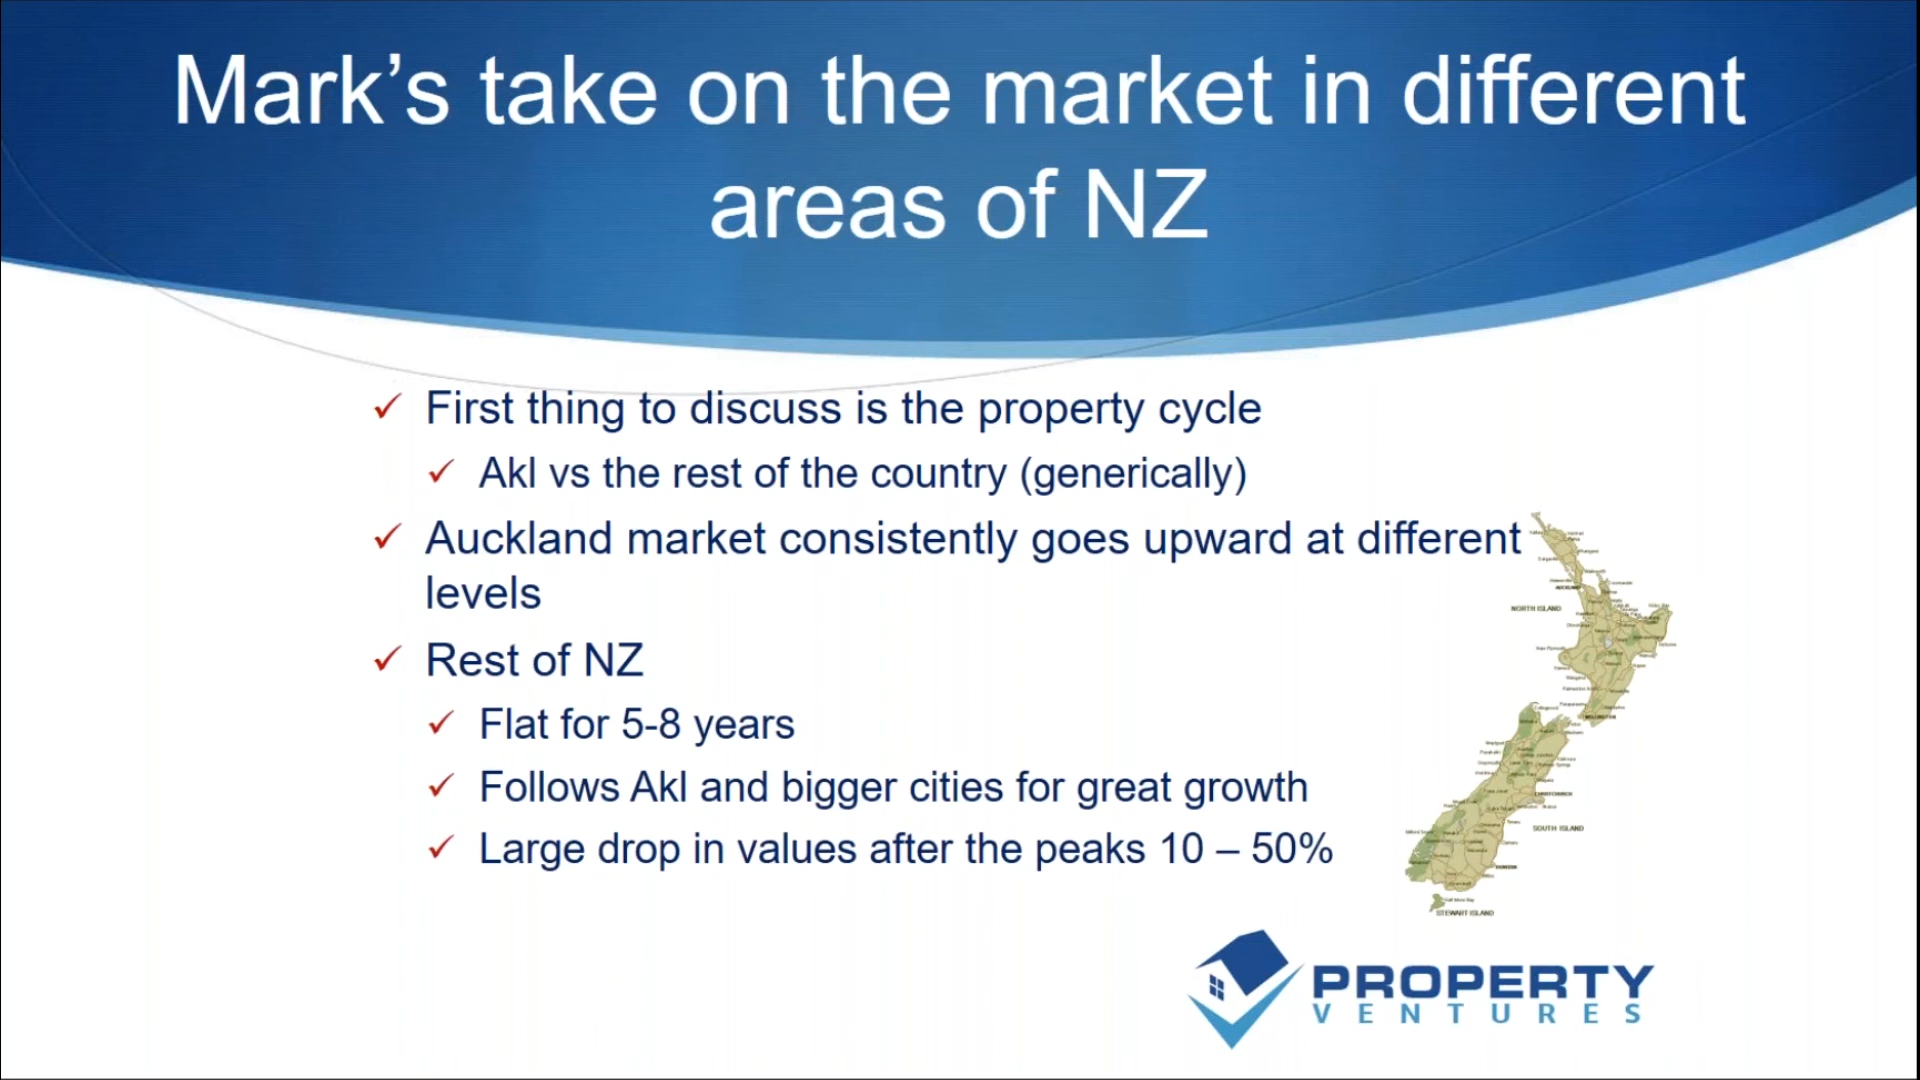 Mark's take on the market in different
areas of NZ
First thing to discuss is the property cycle
Akl vs the rest of the country (generically)
Auckland market consistently goes upward at different
levels
Rest of NZ
Flat for 5-8 years
Follows Akl and bigger cities for great growth
Large drop in values after the peaks 10 – 50%
NORTH ISLAND
SOUTH ISLAND
STEWART ISLAND
PROPERTY
VENTURES